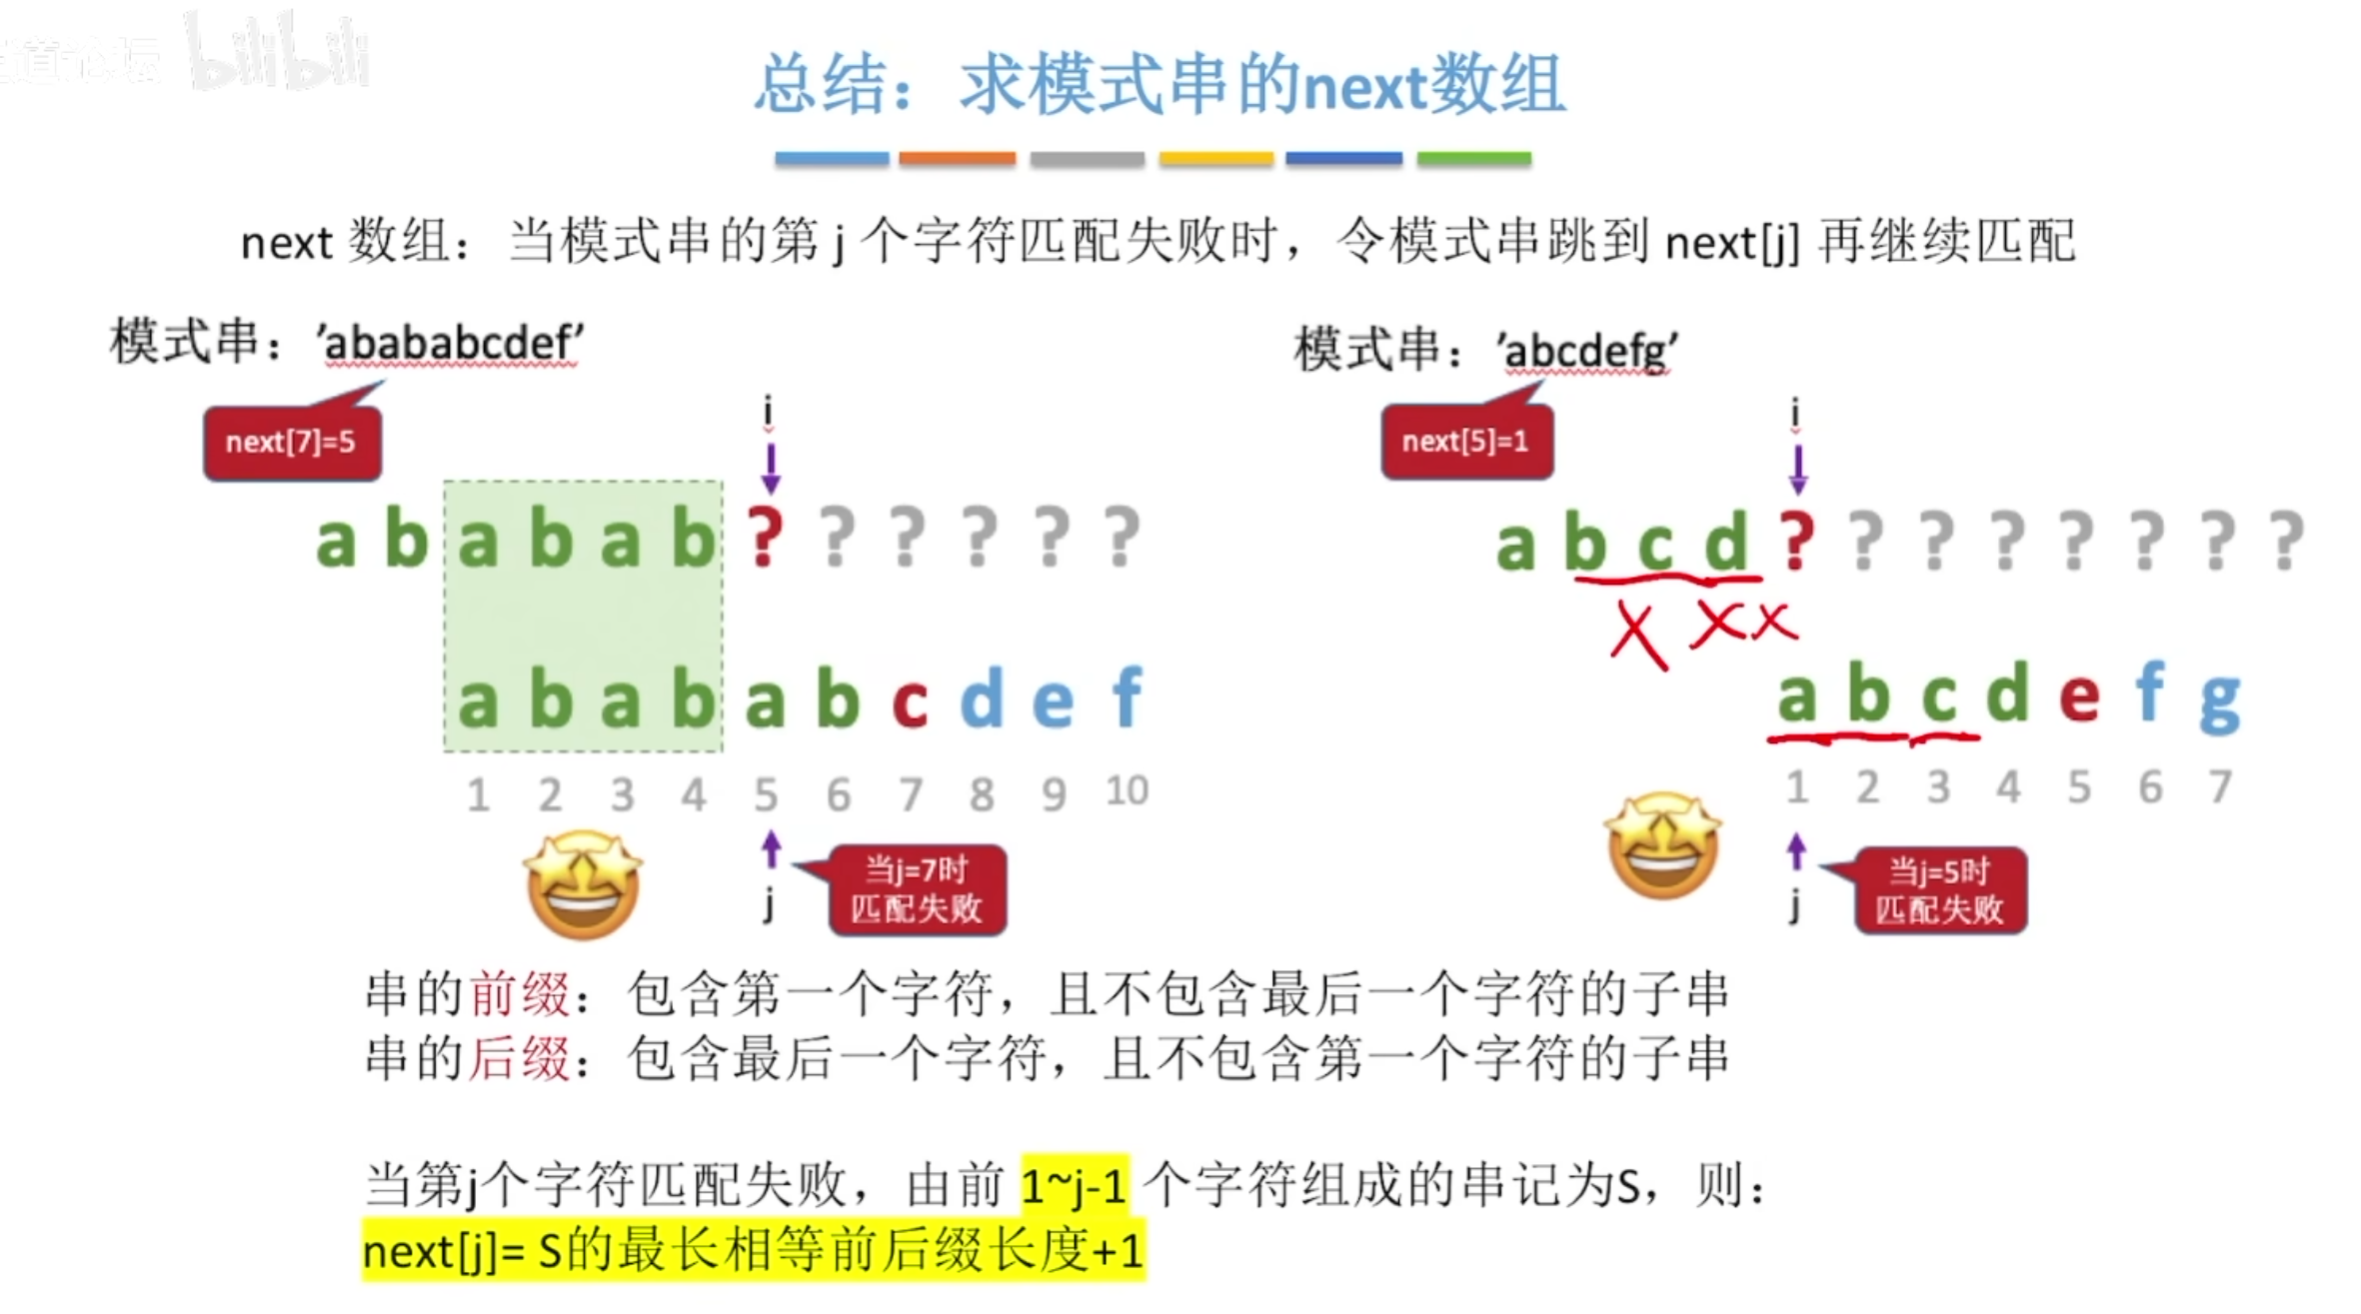 bilibili
总结：求模式串的next数组
next 数组：当模式串的第 j 个字符匹配失败时，令模式串跳到 next[j] 再继续匹配
模式串：’abababcdef’
next[7]=5
i
a b a b a b ? ? ? ? ? ?
a b a b a b c d e f
1 2 3 4 5 6 7 8 9 10
j
当j=7时
匹配失败
模式串：’abcdefg’
next[5]=1
i
a b c d ? ? ? ? ? ? ? ?
a b c d e f g
1 2 3 4 5 6 7
j
当j=5时
匹配失败
串的前缀：包含第一个字符，且不包含最后一个字符的子串
串的后缀：包含最后一个字符，且不包含第一个字符的子串
当第j个字符匹配失败，由前 1~j-1 个字符组成的串记为S，则：
next[j]= S的最长相等前后缀长度+1